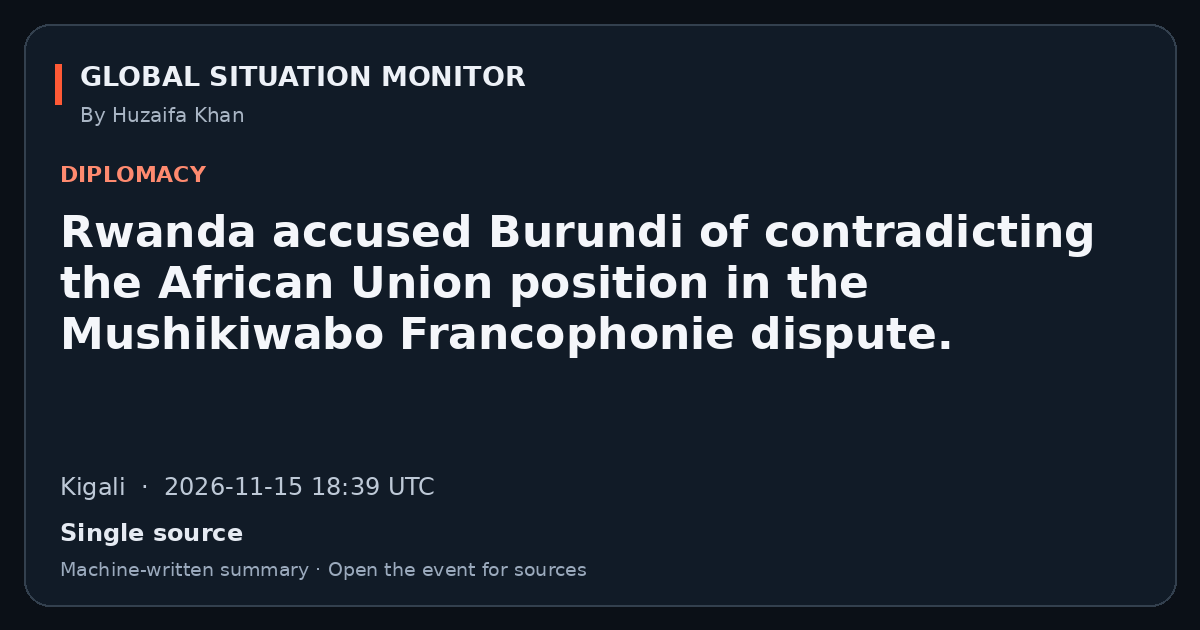 GLOBAL SITUATION MONITOR
By Huzaifa Khan
DIPLOMACY
Rwanda accused Burundi of contradicting
the African Union position in the
Mushikiwabo Francophonie dispute.
Kigali · 2026-11-15 18:39 UTC
Single source
Machine-written summary · Open the event for sources